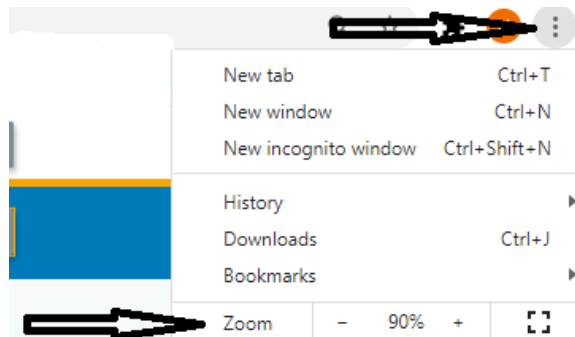 New tab Ctrl+T
New window Ctrl+N
New incognito window Ctrl+Shift+N
History
Downloads Ctrl+J
Bookmarks
Zoom - 90% +